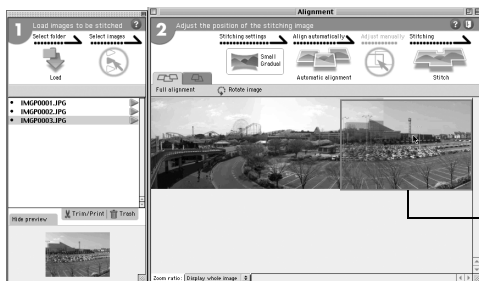 1 Load images to be stitched ?
Select folder Select images
Load
• IMGP0001.JPG
• IMGP0002.JPG
• IMGP0003.JPG
Hide preview Trim/Print Trash
Alignment
2 Adjust the position of the stitching image ?
Stitching settings Align automatically Adjust manually Stitching
Small
Gradual
Automatic alignment Stitch
Full alignment Rotate image
Zoom ratio: Display whole image